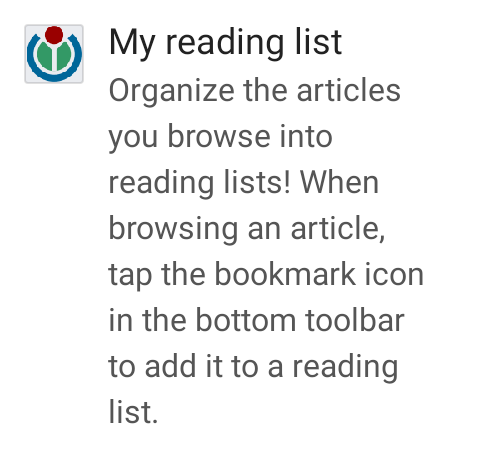 My reading list
Organize the articles
you browse into
reading lists! When
browsing an article,
tap the bookmark icon
in the bottom toolbar
to add it to a reading
list.